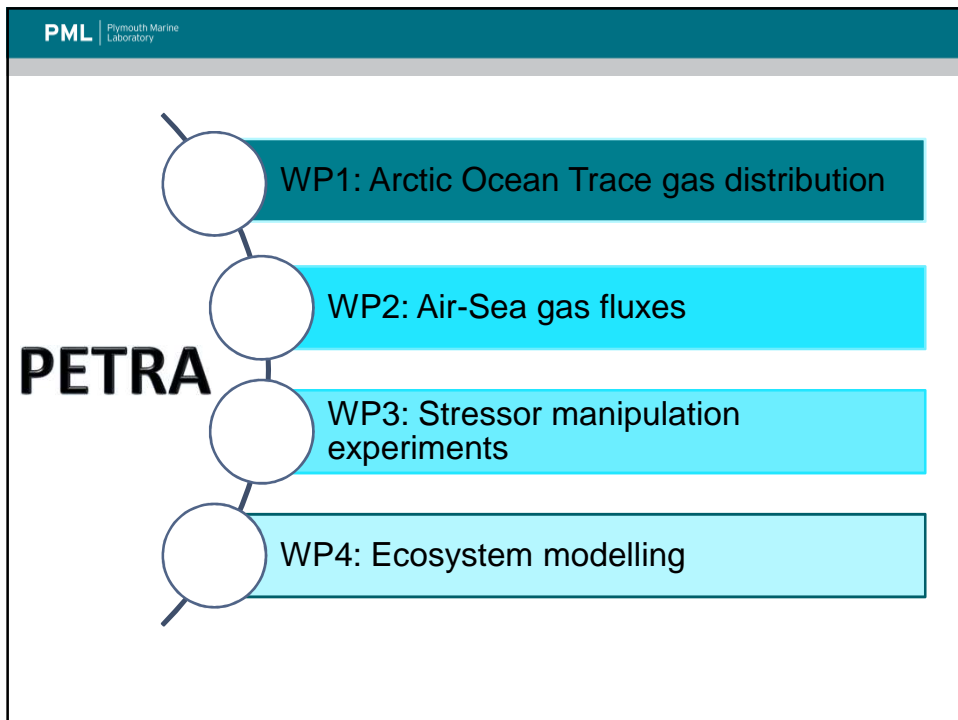 PML
Plymouth Marine
Laboratory
WP1: Arctic Ocean Trace gas distribution
WP2: Air-Sea gas fluxes
PETRA
WP3: Stressor manipulation
experiments
WP4: Ecosystem modelling